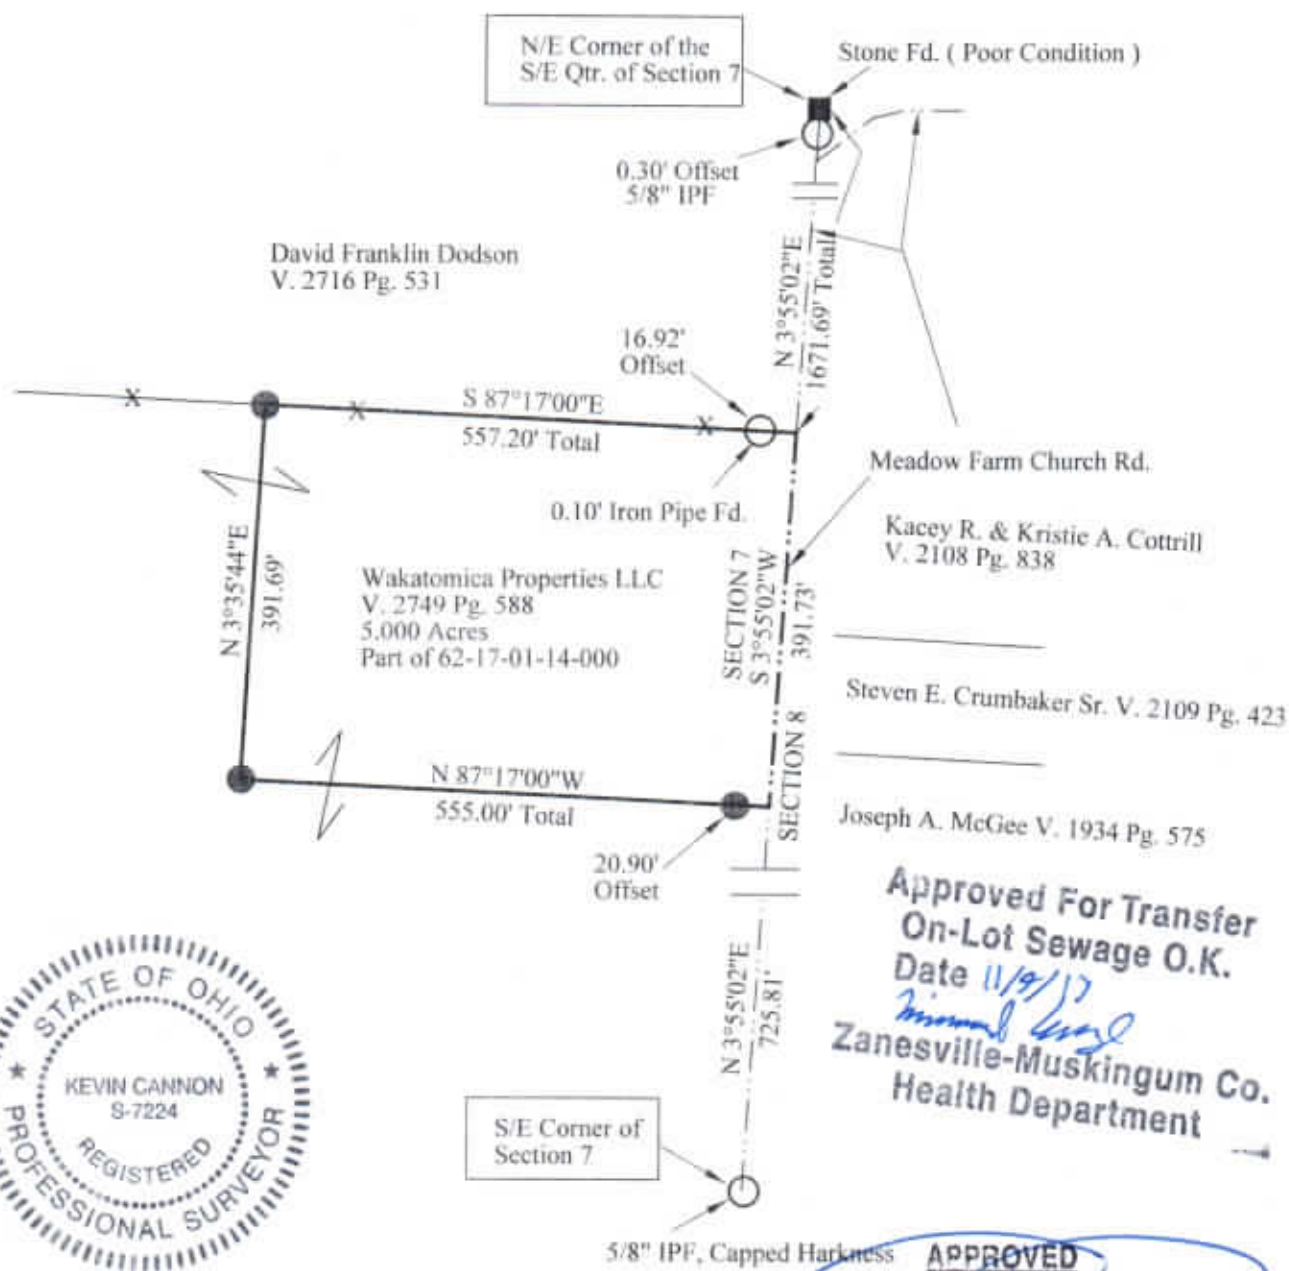 N/E Corner of the
S/E Qtr. of Section 7
Stone Fd. ( Poor Condition )
0.30' Offset
5/8" IPF
David Franklin Dodson
V. 2716 Pg. 531
N 3°55'02"E
1671.69' Total
16.92'
Offset
X
X
S 87°17'00"E
X
557.20' Total
Meadow Farm Church Rd.
0.10' Iron Pipe Fd.
Kacey R. & Kristie A. Cottrill
V. 2108 Pg. 838
N 3°35'44"E
391.69'
Wakatomica Properties LLC
V. 2749 Pg. 588
5.000 Acres
Part of 62-17-01-14-000
SECTION 7
S 3°55'02"W
391.73'
SECTION 8
Steven E. Crumbaker Sr. V. 2109 Pg. 423
N 87°17'00"W
555.00' Total
Joseph A. McGee V. 1934 Pg. 575
20.90'
Offset
Approved For Transfer
On-Lot Sewage O.K.
Date 11/9/17
Zanesville-Muskingum Co.
Health Department
N 3°55'02"E
725.81'
STATE OF OHIO
KEVIN CANNON
S-7224
REGISTERED
PROFESSIONAL SURVEYOR
S/E Corner of
Section 7
5/8" IPF, Capped Harkness
APPROVED